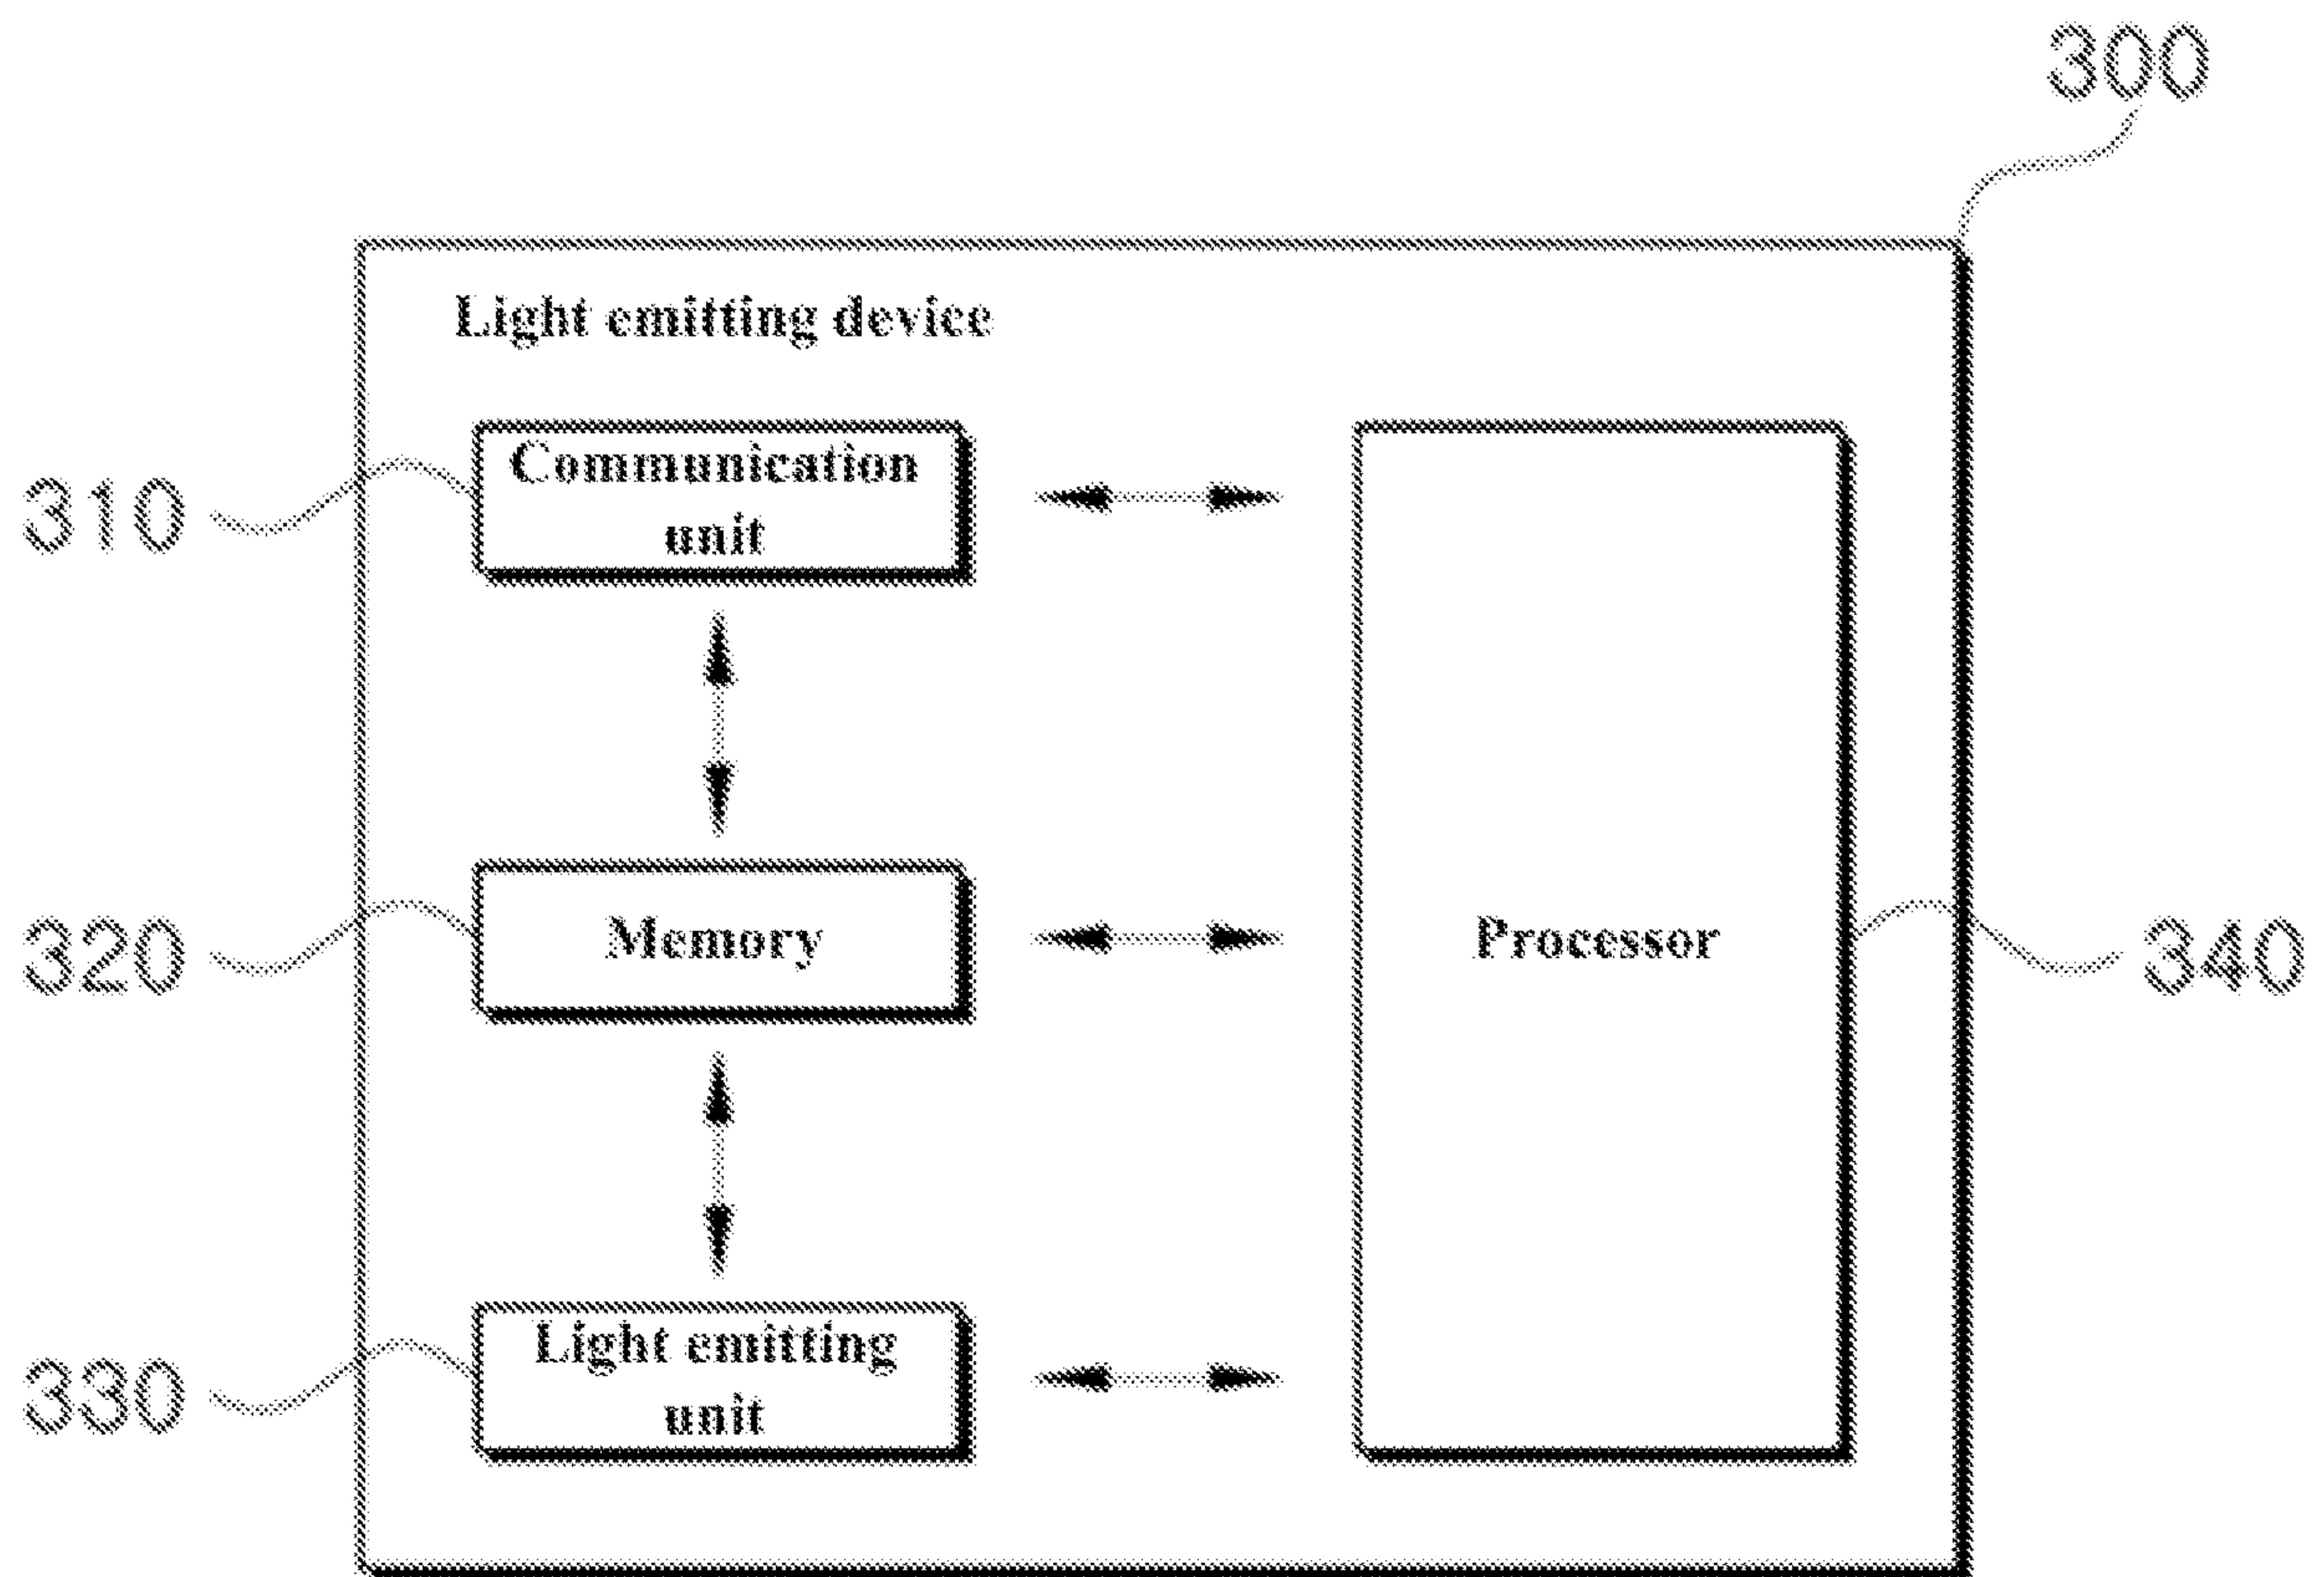 300
Light emitting device
310
Communication
unit
320
Memory
Processor
340
330
Light emitting
unit